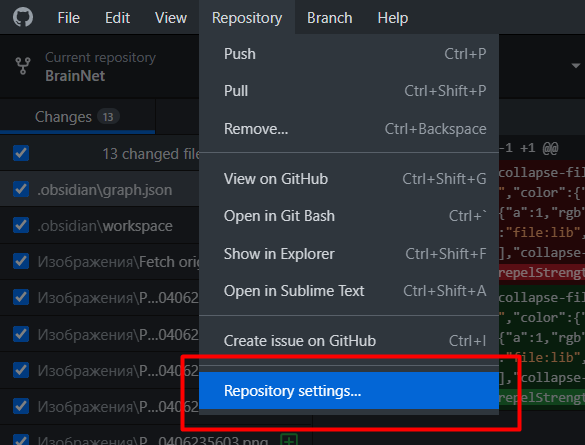 File Edit View Repository Branch Help
Current repository
BrainNet
Changes 13
13 changed file
.obsidian\graph.json
.obsidian\workspace
Изображения\Fetch orig
Изображения\P...0406
Изображения\P...0406
Изображения\P...0406
Изображения\P...0406
Изображения\P...0406235603.png
Push Ctrl+P
Pull Ctrl+Shift+P
Remove... Ctrl+Backspace
View on GitHub Ctrl+Shift+G
Open in Git Bash Ctrl+`
Show in Explorer Ctrl+Shift+F
Open in Sublime Text Ctrl+Shift+A
Create issue on GitHub Ctrl+I
Repository settings...
-1 +1 @@
collapse-fil
","color":{"
{"a":1,"rgb"
:"file:lib",
],"collapse-
repelStrengt
collapse-fil
","color":{"
{"a":1,"rgb"
:"file:lib",
],"collapse-
repelStrengt